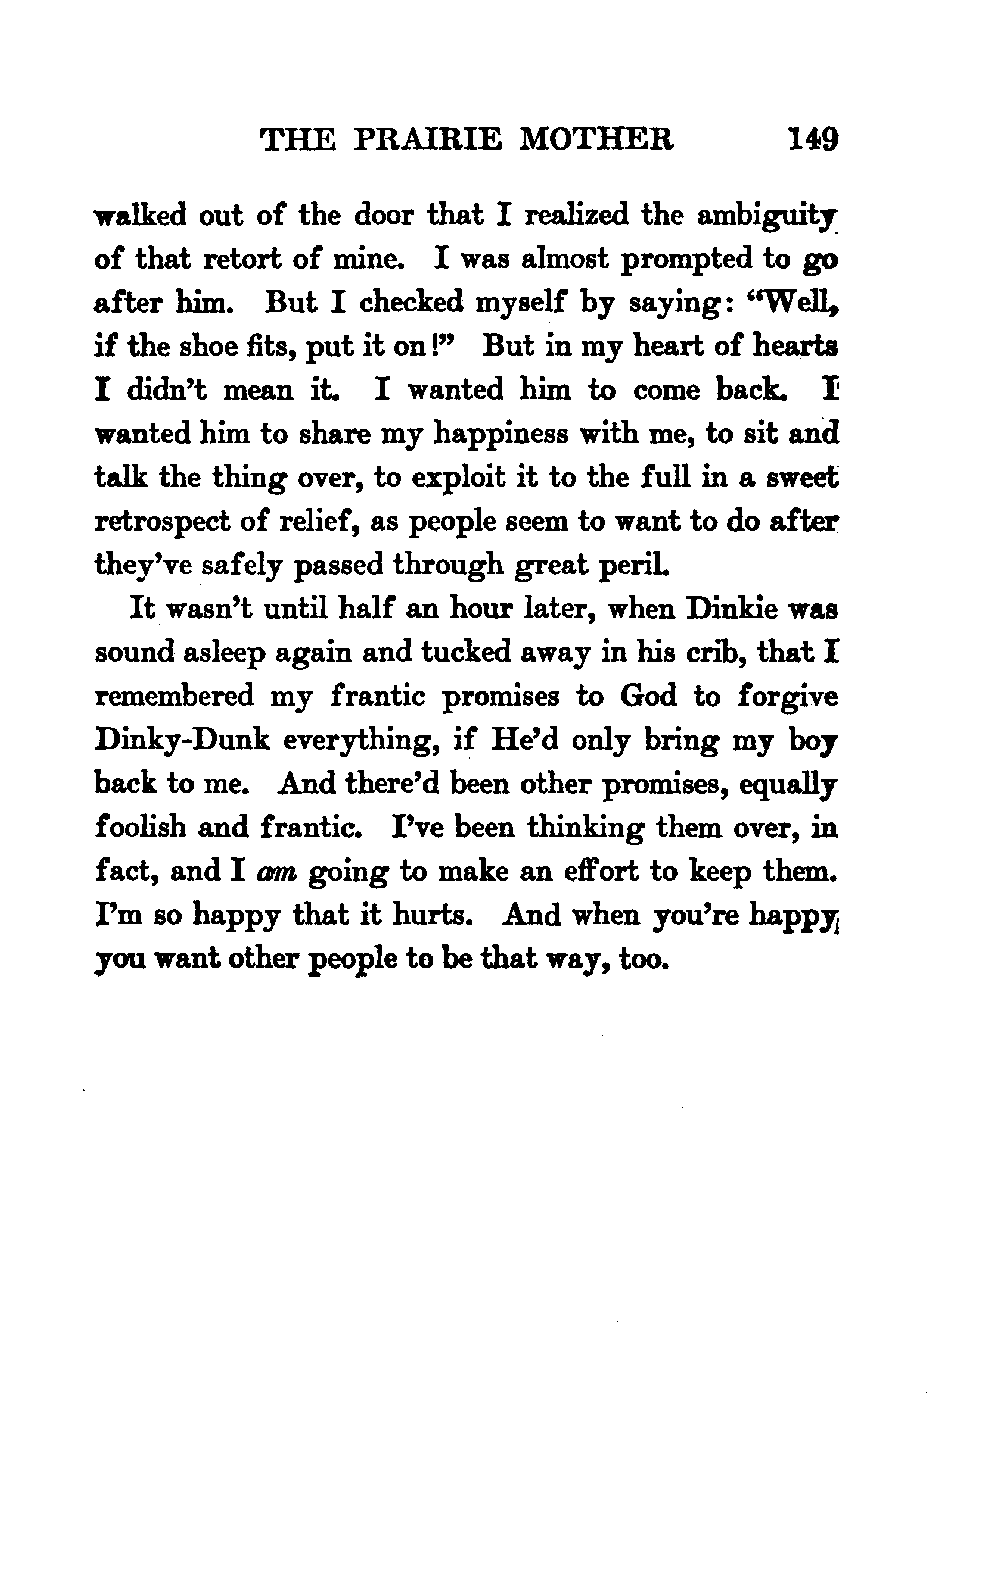 THE PRAIRIE MOTHER 149
walked out of the door that I realized the ambiguity
of that retort of mine. I was almost prompted to go
after him. But I checked myself by saying: “Well,
if the shoe fits, put it on!” But in my heart of hearts
I didn’t mean it. I wanted him to come back. I
wanted him to share my happiness with me, to sit and
talk the thing over, to exploit it to the full in a sweet
retrospect of relief, as people seem to want to do after
they’ve safely passed through great peril.
It wasn’t until half an hour later, when Dinkie was
sound asleep again and tucked away in his crib, that I
remembered my frantic promises to God to forgive
Dinky-Dunk everything, if He’d only bring my boy
back to me. And there’d been other promises, equally
foolish and frantic. I’ve been thinking them over, in
fact, and I am going to make an effort to keep them.
I’m so happy that it hurts. And when you’re happy,
you want other people to be that way, too.